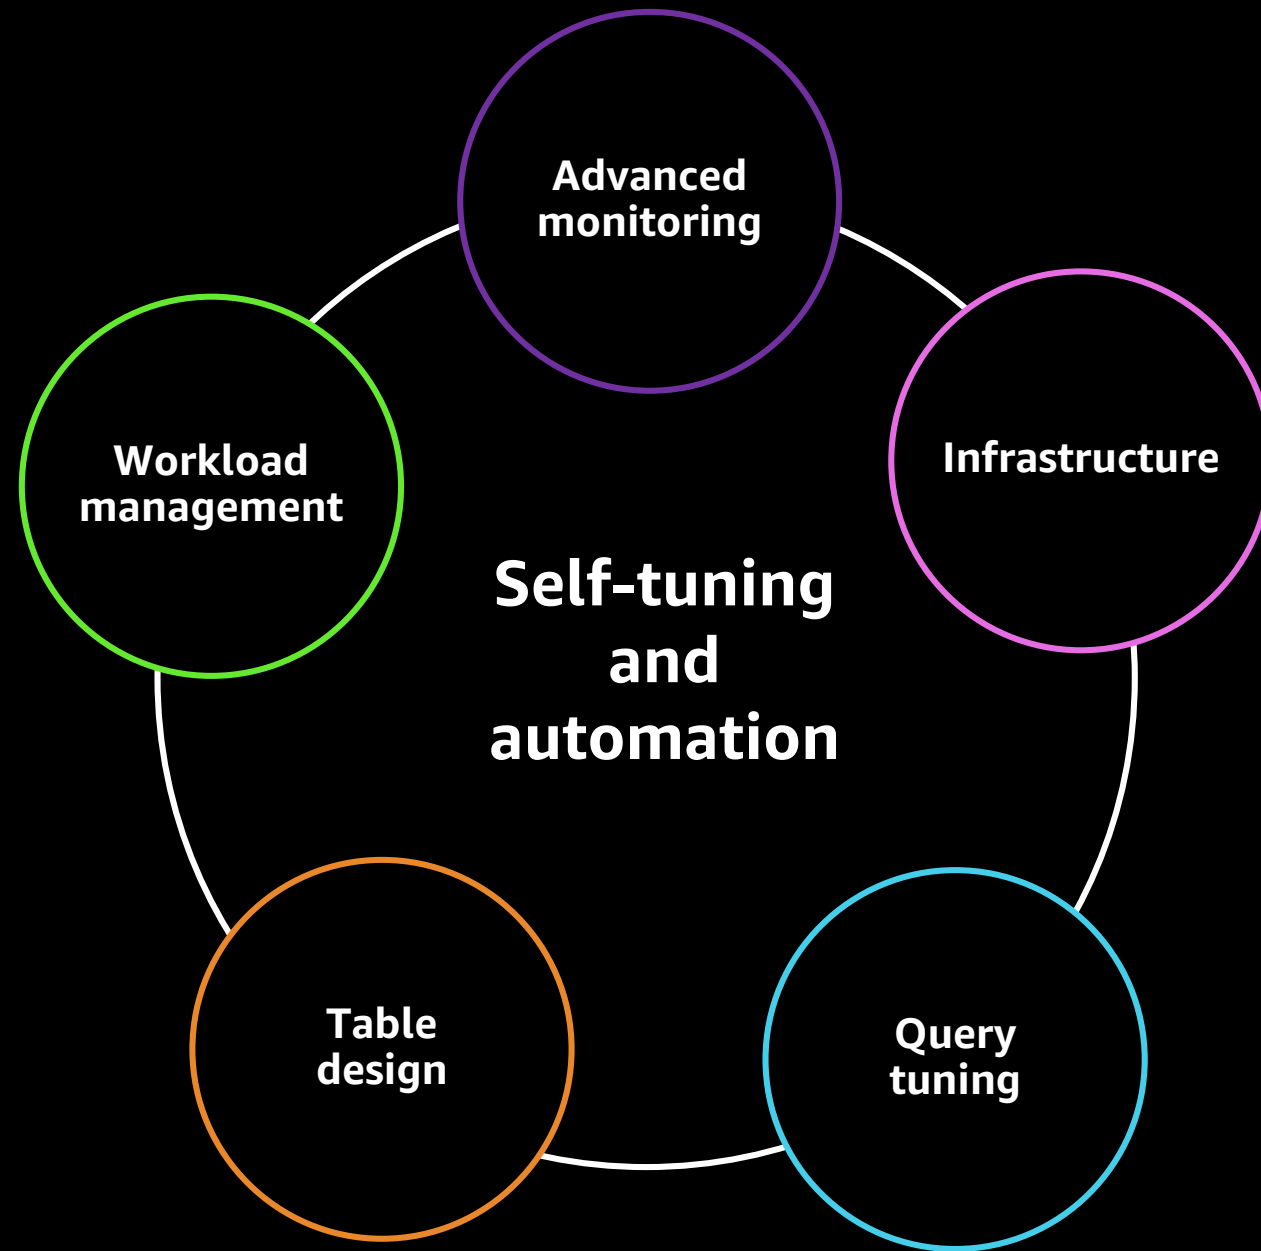 Advanced
monitoring
Infrastructure
Workload
management
Self-tuning
and
automation
Table
design
Query
tuning